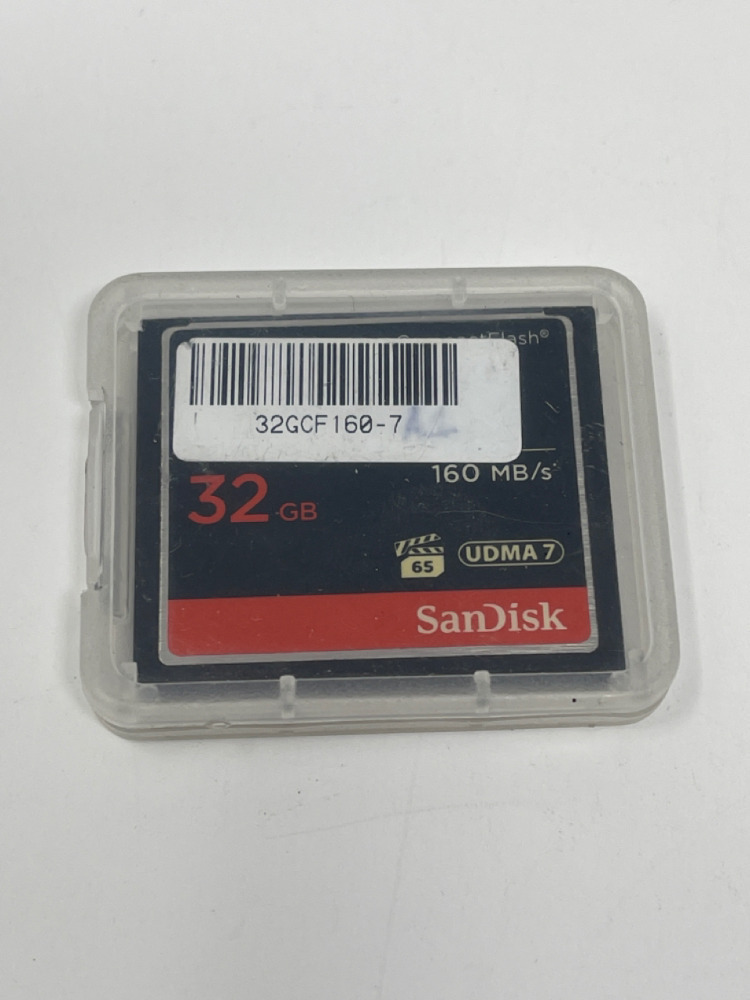 32GCF160-7
160 MB/s
32 GB
65
UDMA 7
SanDisk